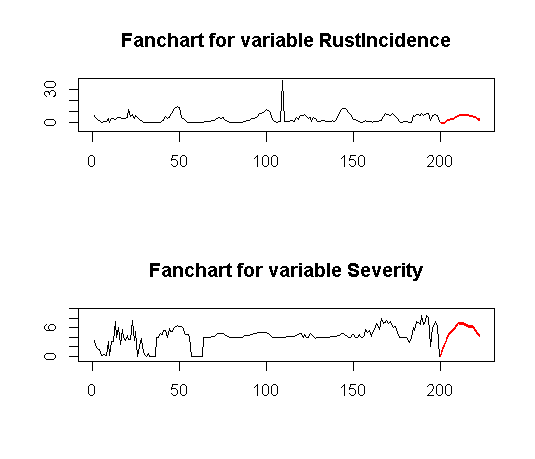 Fanchart for variable RustIncidence
30
0
0 50 100 150 200
Fanchart for variable Severity
6
0
0 50 100 150 200